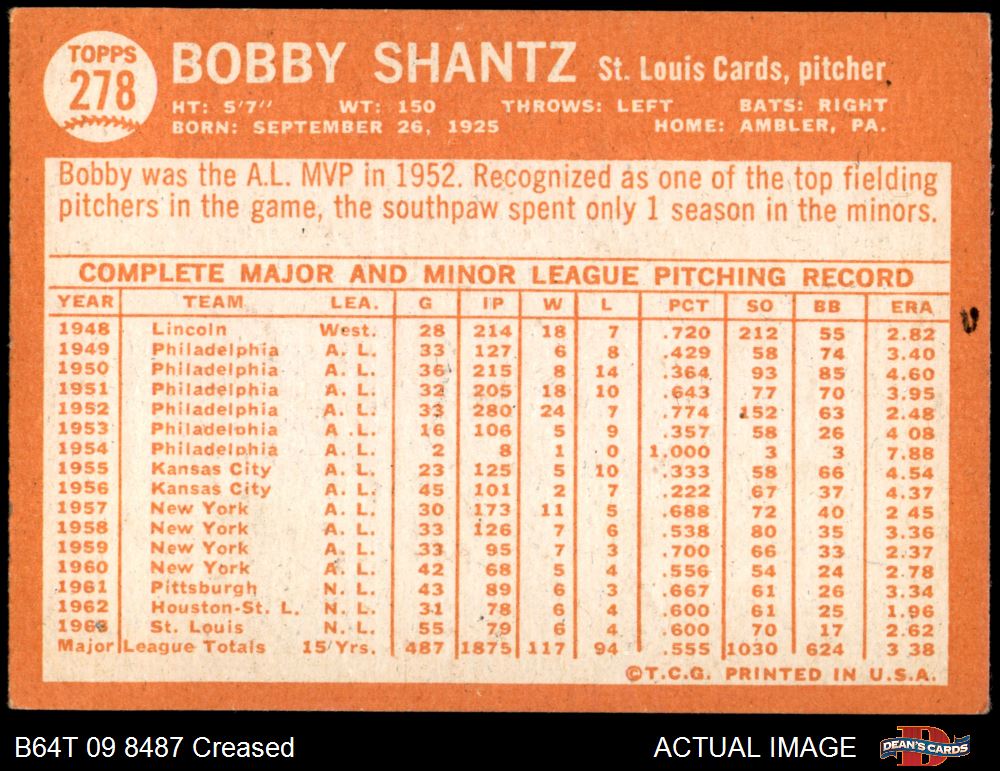 TOPPS
278
BOBBY SHANTZ St. Louis Cards, pitcher
HT: 5'7" WT: 150 THROWS: LEFT BATS: RIGHT
BORN: SEPTEMBER 26, 1925 HOME: AMBLER, PA.
Bobby was the A.L. MVP in 1952. Recognized as one of the top fielding
pitchers in the game, the southpaw spent only 1 season in the minors.
COMPLETE MAJOR AND MINOR LEAGUE PITCHING RECORD
YEAR TEAM LEA. G IP W L PCT SO BB ERA
1948 Lincoln West. 28 214 18 7 .720 212 55 2.82
1949 Philadelphia A. L. 33 127 6 8 .429 58 74 3.40
1950 Philadelphia A. L. 36 215 8 14 .364 93 85 4.60
1951 Philadelphia A. L. 32 205 18 10 .643 77 70 3.95
1952 Philadelphia A. L. 33 280 24 7 .774 152 63 2.48
1953 Philadelphia A. L. 16 106 5 9 .357 58 26 4 08
1954 Philadelphia A. L. 2 8 1 0 1.000 3 3 7.88
1955 Kansas City A. L. 23 125 5 10 .333 58 66 4.54
1956 Kansas City A. L. 45 101 2 7 .222 67 37 4.37
1957 New York A. L. 30 173 11 5 .688 72 40 2 45
1958 New York A. L. 33 126 7 6 .538 80 35 3.36
1959 New York A. L. 33 95 7 3 .700 66 33 2.37
1960 New York A. L. 42 68 5 4 .556 54 24 2.78
1961 Pittsburgh N. L. 43 89 6 3 .667 61 26 3.34
1962 Houston-St. L. N. L. 31 78 6 4 .600 61 25 1.96
1963 St. Louis N. L. 55 79 6 4 .600 70 17 2.62
Major League Totals 15 Yrs. 487 1875 117 94 .555 1030 624 3 38
©T.C.G. PRINTED IN U.S.A.
B64T 09 8487 Creased ACTUAL IMAGE DEAN'S CARDS